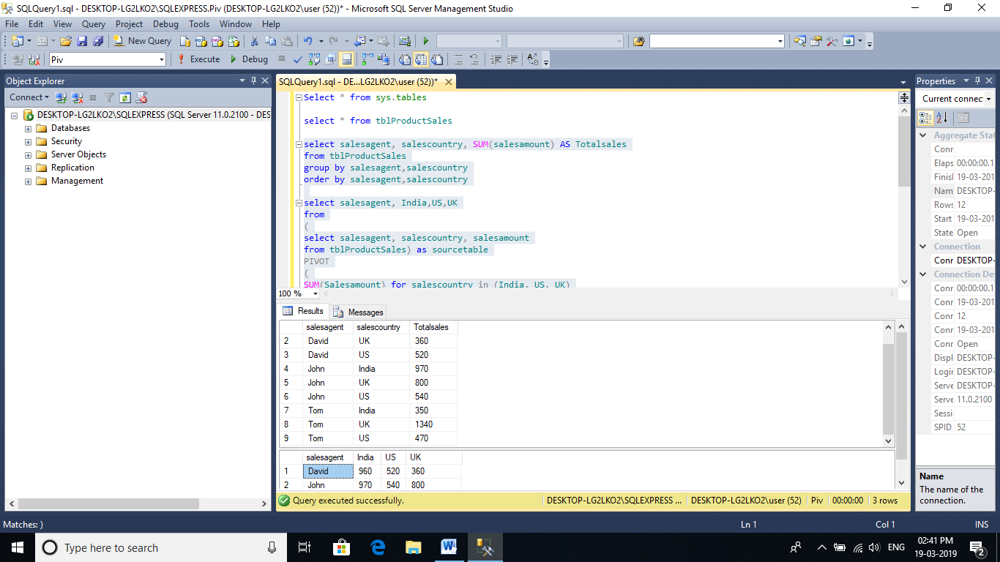 SQLQuery1.sql - DESKTOP-LG2LKO2\SQLEXPRESS.Piv (DESKTOP-LG2LKO2\user (52))* - Microsoft SQL Server Management Studio
File Edit View Query Project Debug Tools Window Help
New Query
Piv Execute Debug
Object Explorer
Connect
DESKTOP-LG2LKO2\SQLEXPRESS (SQL Server 11.0.2100 - DES
Databases
Security
Server Objects
Replication
Management
SQLQuery1.sql - DE...LG2LKO2\user (52))*
Select * from sys.tables
select * from tblProductSales
select salesagent, salescountry, SUM(salesamount) AS Totalsales
from tblProductSales
group by salesagent,salescountry
order by salesagent,salescountry
select salesagent, India,US,UK
from
(
select salesagent, salescountry, salesamount
from tblProductSales) as sourcetable
PIVOT
(
SUM(Salesamount) for salescountry in (India, US, UK)
100 %
Results Messages
salesagent salescountry Totalsales
2 David UK 360
3 David US 520
4 John India 970
5 John UK 800
6 John US 540
7 Tom India 350
8 Tom UK 1340
9 Tom US 470
salesagent India US UK
1 David 960 520 360
2 John 970 540 800
Query executed successfully. DESKTOP-LG2LKO2\SQLEXPRESS ... DESKTOP-LG2LKO2\user (52) Piv 00:00:00 3 rows
Properties
Current connec
Aggregate Sta
Conr
Elaps 00:00:00.1
Finisl 19-03-201
Nam DESKTOP-
Rows 12
Start 19-03-201
State Open
Connection
Conr DESKTOP-
Connection De
Conr 00:00:00.1
Conr 19-03-201
Conr 12
Conr 19-03-201
Conr Open
Displ DESKTOP-
Logir DESKTOP-
Serve DESKTOP-
Serve 11.0.2100
Sessi
SPID 52
Name
The name of the
connection.
Matches: ) Ln 1 Col 1 INS
Type here to search
ENG
02:41 PM
19-03-2019
2